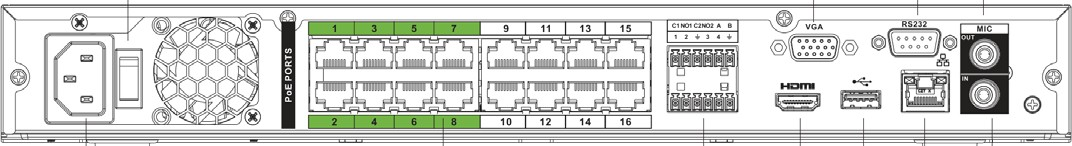 PoE PORTS
1 3 5 7 9 11 13 15
2 4 6 8 10 12 14 16
C1 NO1 C2 NO2 A B
1 2 ⏚ 3 4 ⏚
VGA
RS232
MIC
OUT
IN
HDMI